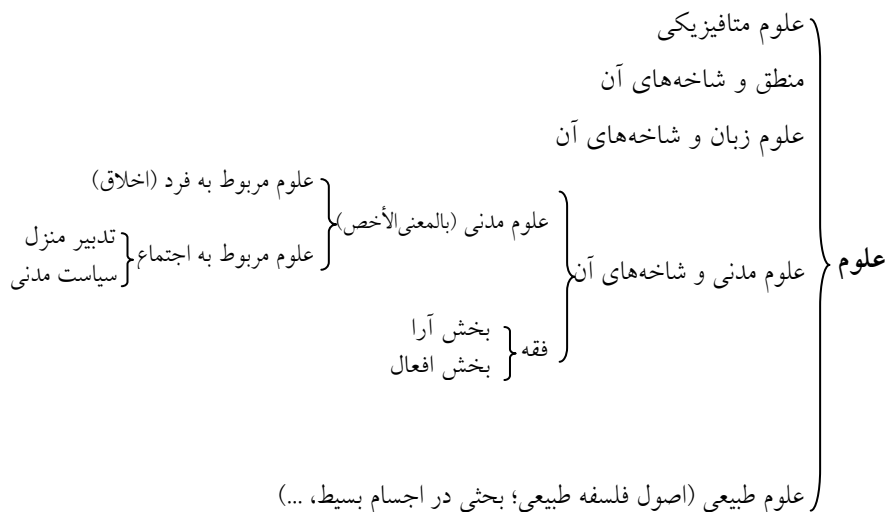 علوم
علوم متافیزیکی
منطق و شاخه‌های آن
علوم زبان و شاخه‌های آن
علوم مدنی و شاخه‌های آن
علوم مدنی (بالمعنی‌الأخص)
علوم مربوط به فرد (اخلاق)
علوم مربوط به اجتماع
تدبیر منزل
سیاست مدنی
فقه
بخش آرا
بخش افعال
علوم طبیعی (اصول فلسفه طبیعی؛ بحثی در اجسام بسیط، ...)